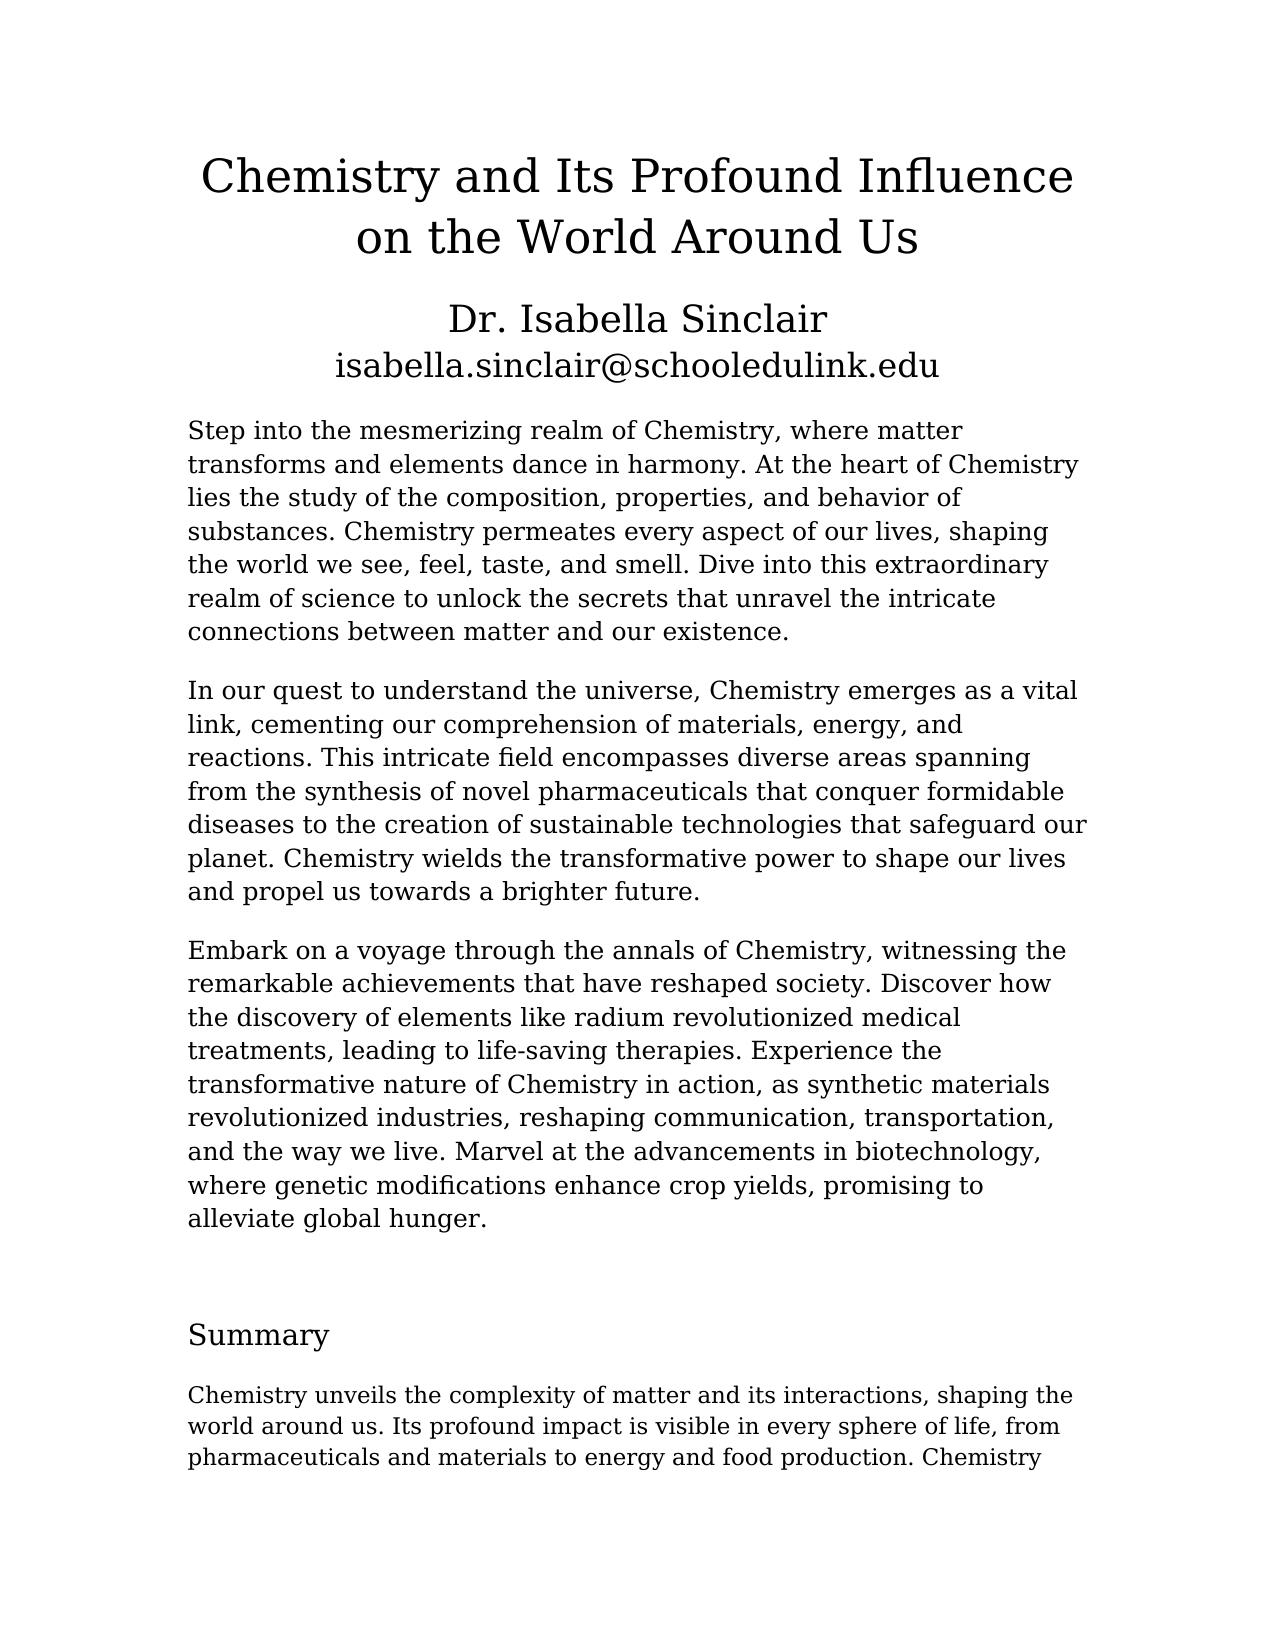 Chemistry and Its Profound Influence
on the World Around Us
Dr. Isabella Sinclair
isabella.sinclair@schooledulink.edu
Step into the mesmerizing realm of Chemistry, where matter
transforms and elements dance in harmony. At the heart of Chemistry
lies the study of the composition, properties, and behavior of
substances. Chemistry permeates every aspect of our lives, shaping
the world we see, feel, taste, and smell. Dive into this extraordinary
realm of science to unlock the secrets that unravel the intricate
connections between matter and our existence.
In our quest to understand the universe, Chemistry emerges as a vital
link, cementing our comprehension of materials, energy, and
reactions. This intricate field encompasses diverse areas spanning
from the synthesis of novel pharmaceuticals that conquer formidable
diseases to the creation of sustainable technologies that safeguard our
planet. Chemistry wields the transformative power to shape our lives
and propel us towards a brighter future.
Embark on a voyage through the annals of Chemistry, witnessing the
remarkable achievements that have reshaped society. Discover how
the discovery of elements like radium revolutionized medical
treatments, leading to life-saving therapies. Experience the
transformative nature of Chemistry in action, as synthetic materials
revolutionized industries, reshaping communication, transportation,
and the way we live. Marvel at the advancements in biotechnology,
where genetic modifications enhance crop yields, promising to
alleviate global hunger.
Summary
Chemistry unveils the complexity of matter and its interactions, shaping the
world around us. Its profound impact is visible in every sphere of life, from
pharmaceuticals and materials to energy and food production. Chemistry